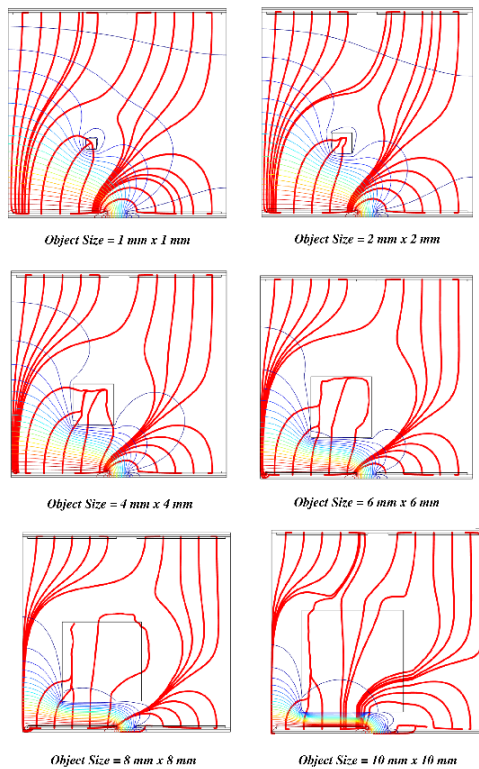 Object Size = 1 mm x 1 mm
Object Size = 2 mm x 2 mm
Object Size = 4 mm x 4 mm
Object Size = 6 mm x 6 mm
Object Size = 8 mm x 8 mm
Object Size = 10 mm x 10 mm